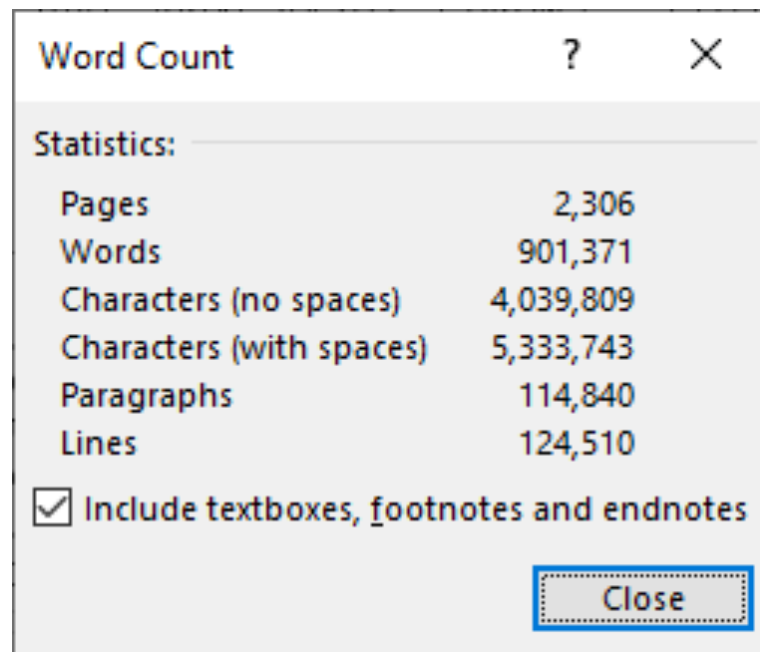 Word Count ?
Statistics:
Pages 2,306
Words 901,371
Characters (no spaces) 4,039,809
Characters (with spaces) 5,333,743
Paragraphs 114,840
Lines 124,510
Include textboxes, footnotes and endnotes
Close